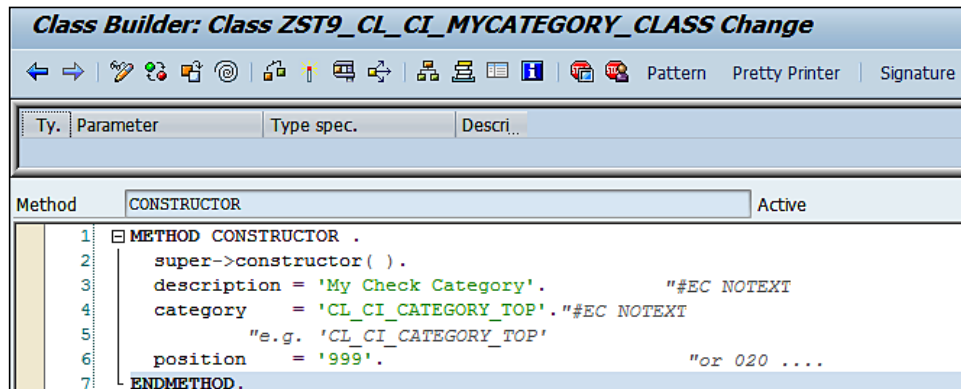 Class Builder: Class ZST9_CL_CI_MYCATEGORY_CLASS Change
Pattern Pretty Printer Signature
Ty. Parameter Type spec. Descri...
Method CONSTRUCTOR Active
1 METHOD CONSTRUCTOR .
2 super->constructor( ).
3 description = 'My Check Category'. "#EC NOTEXT
4 category = 'CL_CI_CATEGORY_TOP'."#EC NOTEXT
5 "e.g. 'CL_CI_CATEGORY_TOP'
6 position = '999'. "or 020 ....
7 ENDMETHOD.